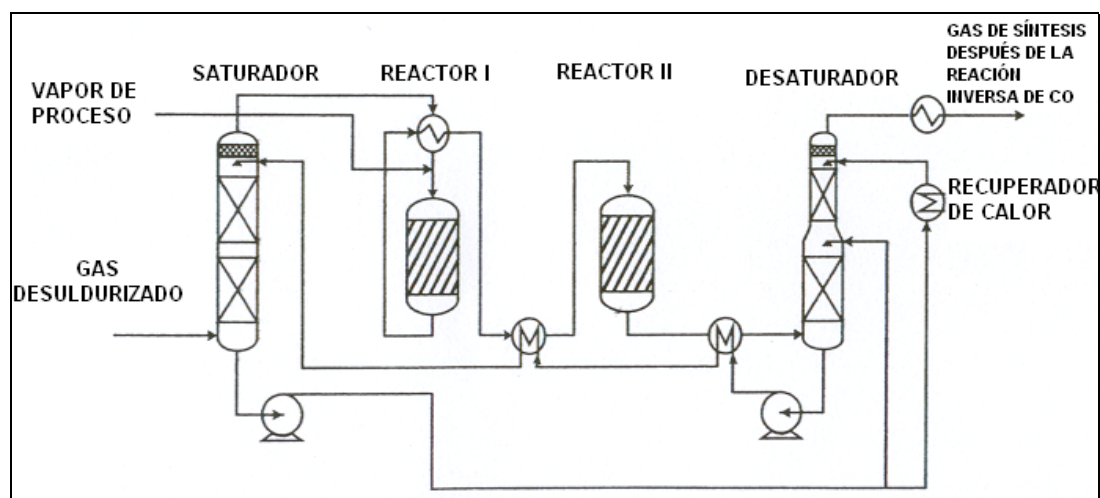 GAS DE SÍNTESIS
DESPUÉS DE LA
REACIÓN
INVERSA DE CO
SATURADOR
REACTOR I
REACTOR II
DESATURADOR
VAPOR DE
PROCESO
RECUPERADOR
DE CALOR
GAS
DESULDURIZADO